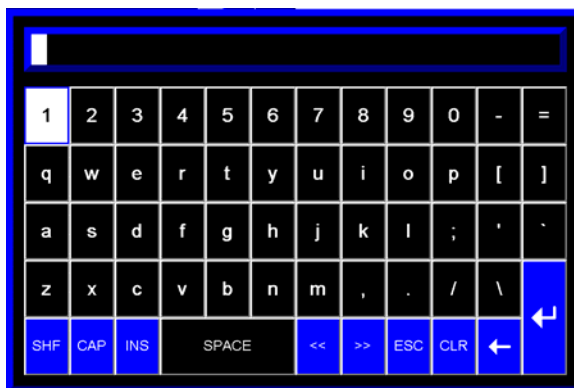 1 2 3 4 5 6 7 8 9 0 - =
q w e r t y u i o p [ ]
a s d f g h j k l ; ' `
z x c v b n m , . / \
SHF CAP INS SPACE << >> ESC CLR ← ↵